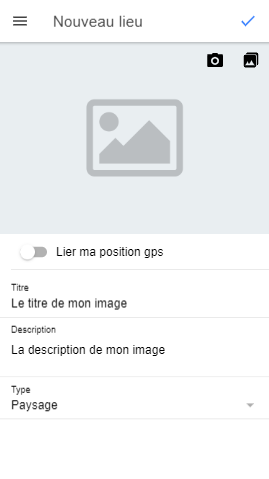 Nouveau lieu
Lier ma position gps
Titre
Le titre de mon image
Description
La description de mon image
Type
Paysage